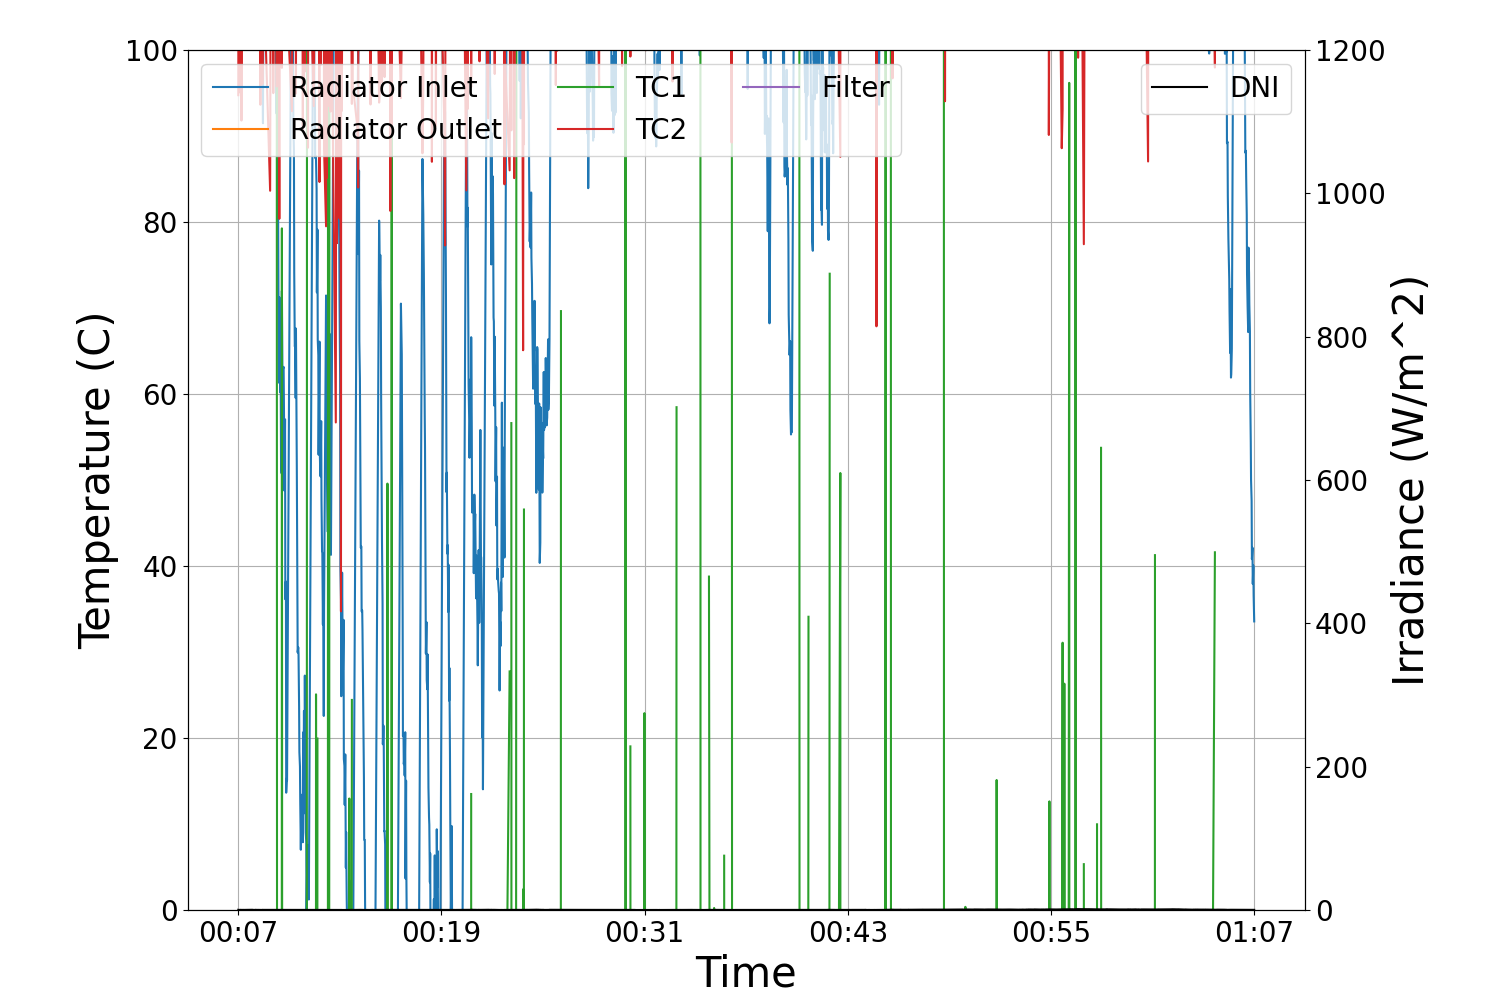 100
80
60
40
20
0
Temperature (C)
Radiator Inlet
Radiator Outlet
TC1
TC2
Filter
DNI
1200
1000
800
600
400
200
0
Irradiance (W/m^2)
00:07 00:19 00:31 00:43 00:55 01:07
Time